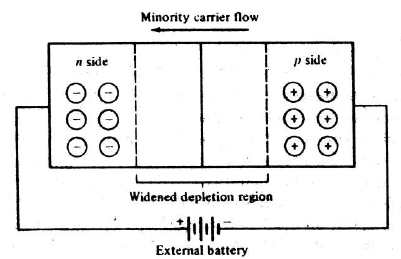 Minority carrier flow
n side
p side
− −
+ +
− −
+ +
− −
+ +
Widened depletion region
+ −
External battery